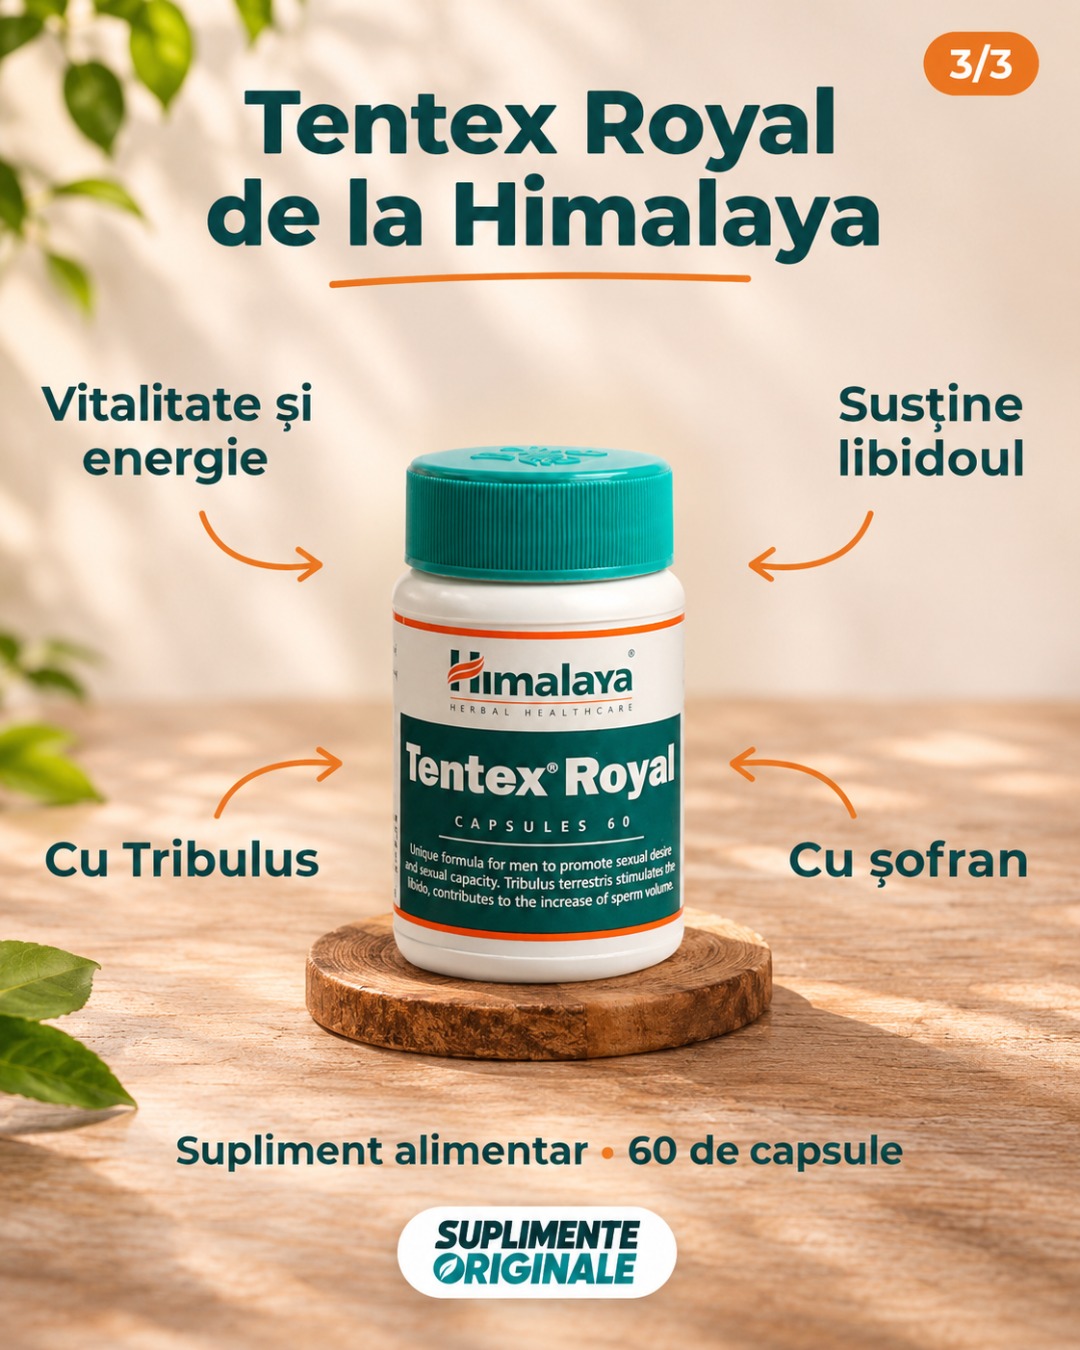 3/3
Tentex Royal
de la Himalaya
Vitalitate și
energie
Susţine
libidoul
Himalaya®
HERBAL HEALTHCARE
Tentex® Royal
CAPSULES 60
Unique formula for men to promote sexual desire
and sexual capacity. Tribulus terrestris stimulates the
libido, contributes to the increase of sperm volume.
Cu Tribulus
Cu șofran
Supliment alimentar • 60 de capsule
SUPLIMENTE
ORIGINALE